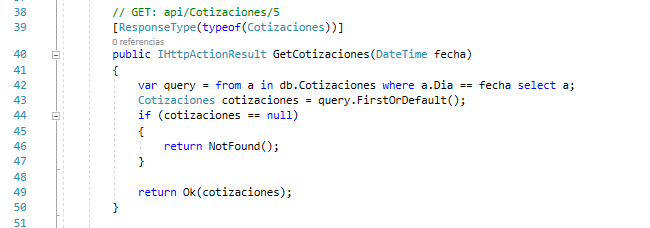 38 // GET: api/Cotizaciones/5
39 [ResponseType(typeof(Cotizaciones))]
0 referencias
40 public IHttpActionResult GetCotizaciones(DateTime fecha)
41 {
42 var query = from a in db.Cotizaciones where a.Dia == fecha select a;
43 Cotizaciones cotizaciones = query.FirstOrDefault();
44 if (cotizaciones == null)
45 {
46 return NotFound();
47 }
48
49 return Ok(cotizaciones);
50 }
51